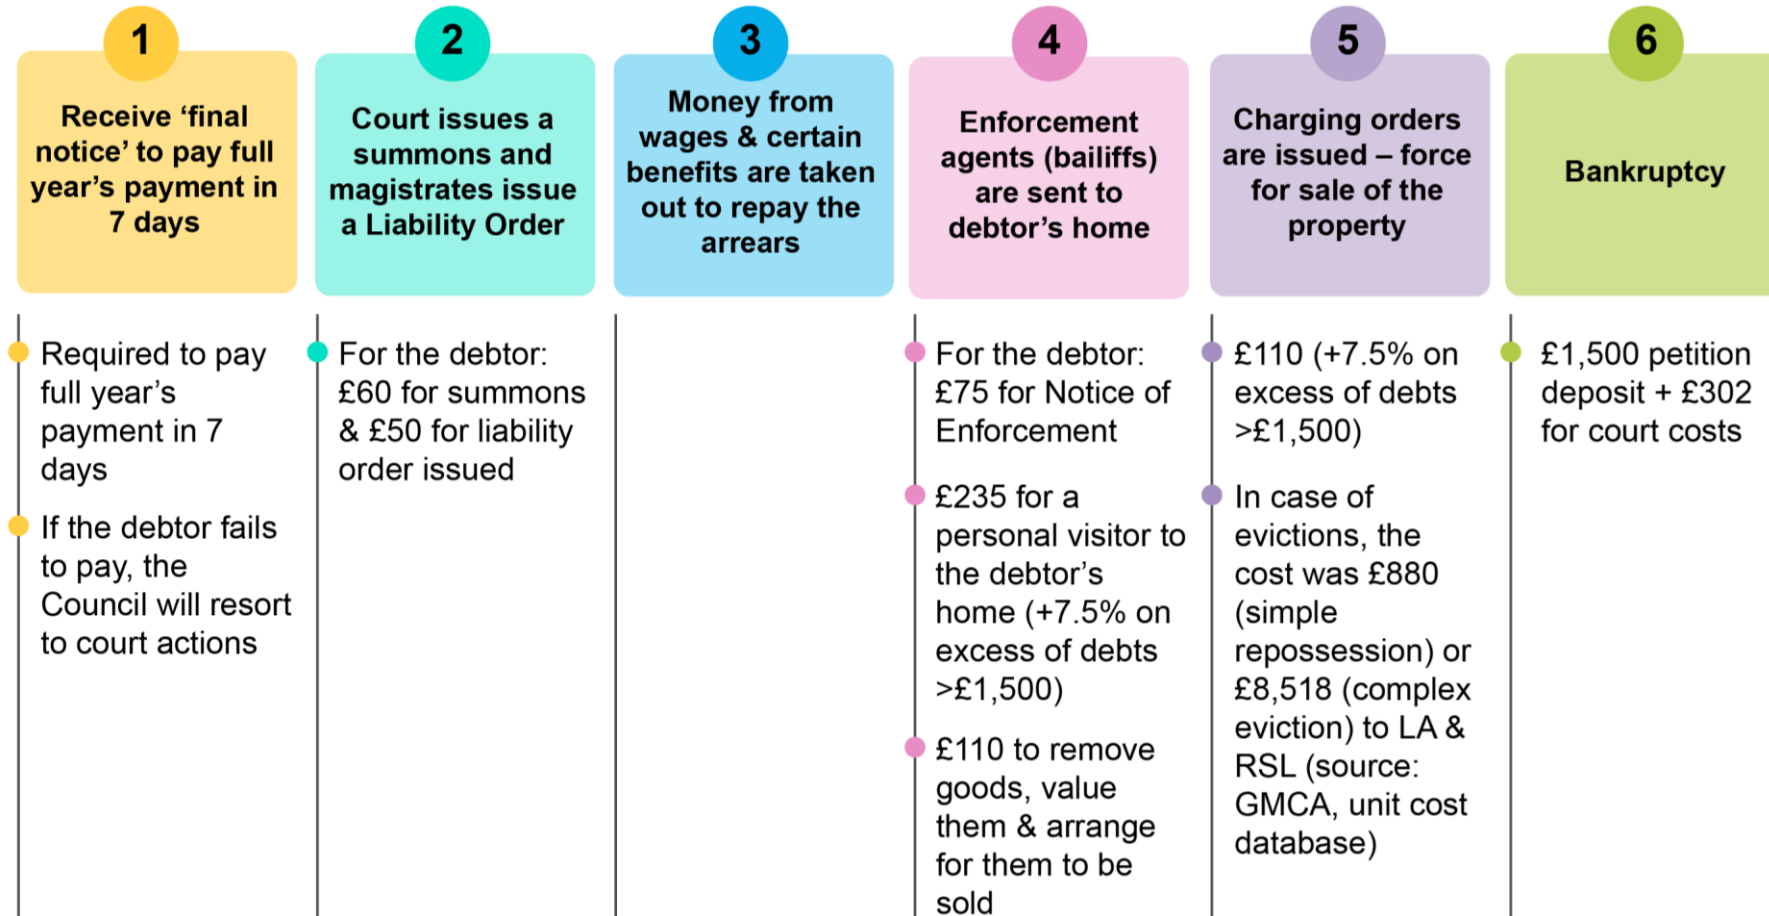 1
Receive ‘final
notice’ to pay full
year’s payment in
7 days
Required to pay
full year’s
payment in 7
days
If the debtor fails
to pay, the
Council will resort
to court actions
2
Court issues a
summons and
magistrates issue
a Liability Order
For the debtor:
£60 for summons
& £50 for liability
order issued
3
Money from
wages & certain
benefits are taken
out to repay the
arrears
4
Enforcement
agents (bailiffs)
are sent to
debtor’s home
For the debtor:
£75 for Notice of
Enforcement
£235 for a
personal visitor to
the debtor’s
home (+7.5% on
excess of debts
>£1,500)
£110 to remove
goods, value
them & arrange
for them to be
sold
5
Charging orders
are issued – force
for sale of the
property
£110 (+7.5% on
excess of debts
>£1,500)
In case of
evictions, the
cost was £880
(simple
repossession) or
£8,518 (complex
eviction) to LA &
RSL (source:
GMCA, unit cost
database)
6
Bankruptcy
£1,500 petition
deposit + £302
for court costs